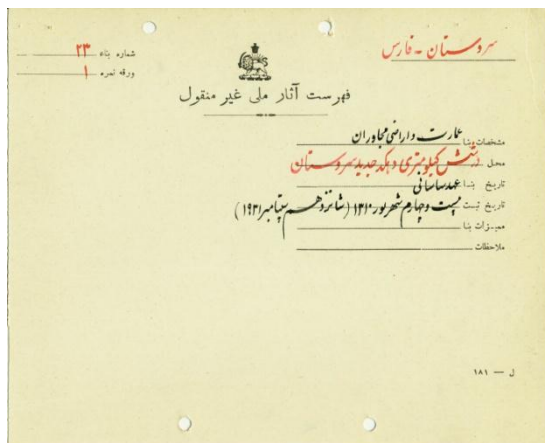 سروستان - فارس
شماره بناء ۲۳
ورقه نمره ۱
فهرست آثار ملی غیر منقول
مشخصات بنا عمارت و اراضی مجاور آن
محل در شش کیلومتری دهکده جدید سروستان
تاریخ بنا عهد ساسانی
تاریخ ثبت بیست و چهارم شهریور ۱۳۱۰ (شانزدهم سپتامبر ۱۹۳۱)
ممیزات بنا
ملاحظات
ل — ۱۸۱